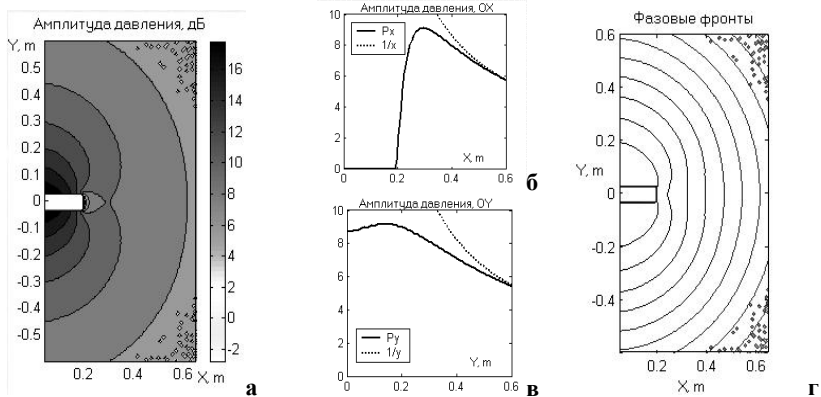 Амплитуда давления, дБ
Y, m
0.5
0.4
0.3
0.2
0.1
0
-0.1
-0.2
-0.3
-0.4
-0.5
0.2
0.4
0.6
X, m
16
14
12
10
8
6
4
2
0
-2
а
Амплитуда давления, OX
10
8
6
4
2
0
Px
1/x
0
0.2
0.4
0.6
X, m
б
Амплитуда давления, OY
10
8
6
4
2
0
Py
1/y
Y, m
0
0.2
0.4
0.6
в
Фазовые фронты
0.6
0.4
0.2
Y, m
0
-0.2
-0.4
0.2
0.4
0.6
X, m
г